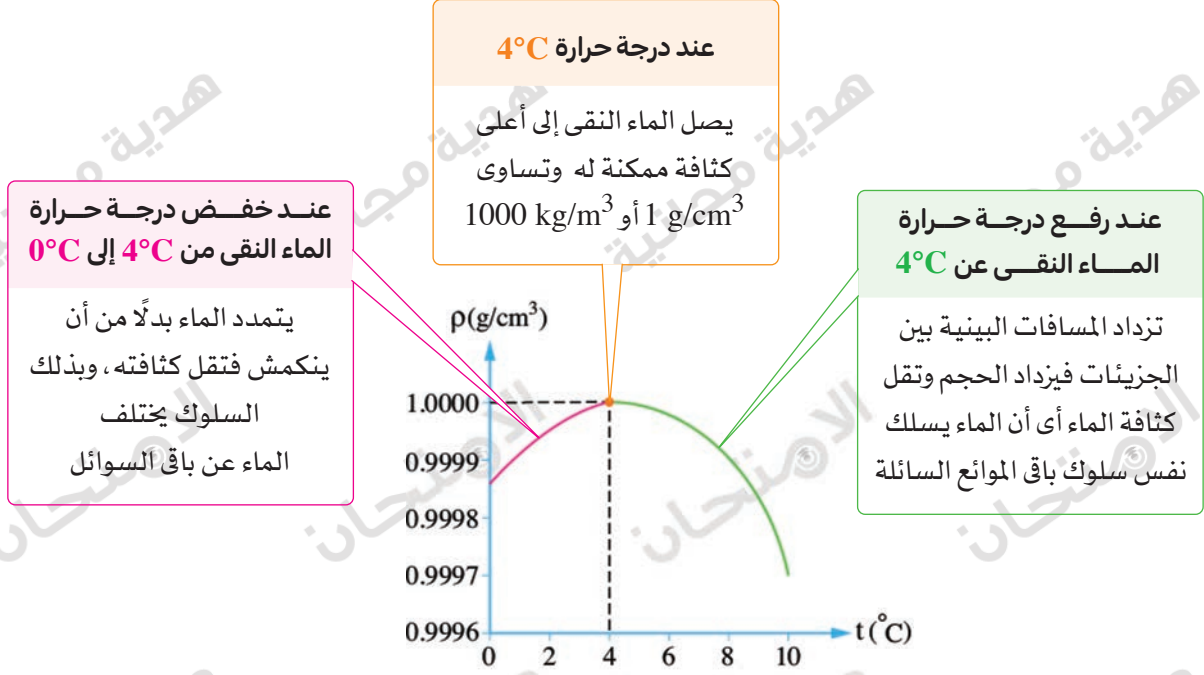 عند درجة حرارة 4°C
يصل الماء النقى إلى أعلى
كثافة ممكنة له وتساوى
1 g/cm³ أو 1000 kg/m³
عند رفع درجة حرارة
الماء النقى عن 4°C
تزداد المسافات البينية بين
الجزيئات فيزداد الحجم وتقل
كثافة الماء أى أن الماء يسلك
نفس سلوك باقى الموائع السائلة
عند خفض درجة حرارة
الماء النقى من 4°C إلى 0°C
يتمدد الماء بدلًا من أن
ينكمش فتقل كثافته، وبذلك
السلوك يختلف
الماء عن باقى السوائل
ρ(g/cm³)
1.0000
0.9999
0.9998
0.9997
0.9996
0 2 4 6 8 10
t(°C)
هدية مجانية
الامتحان